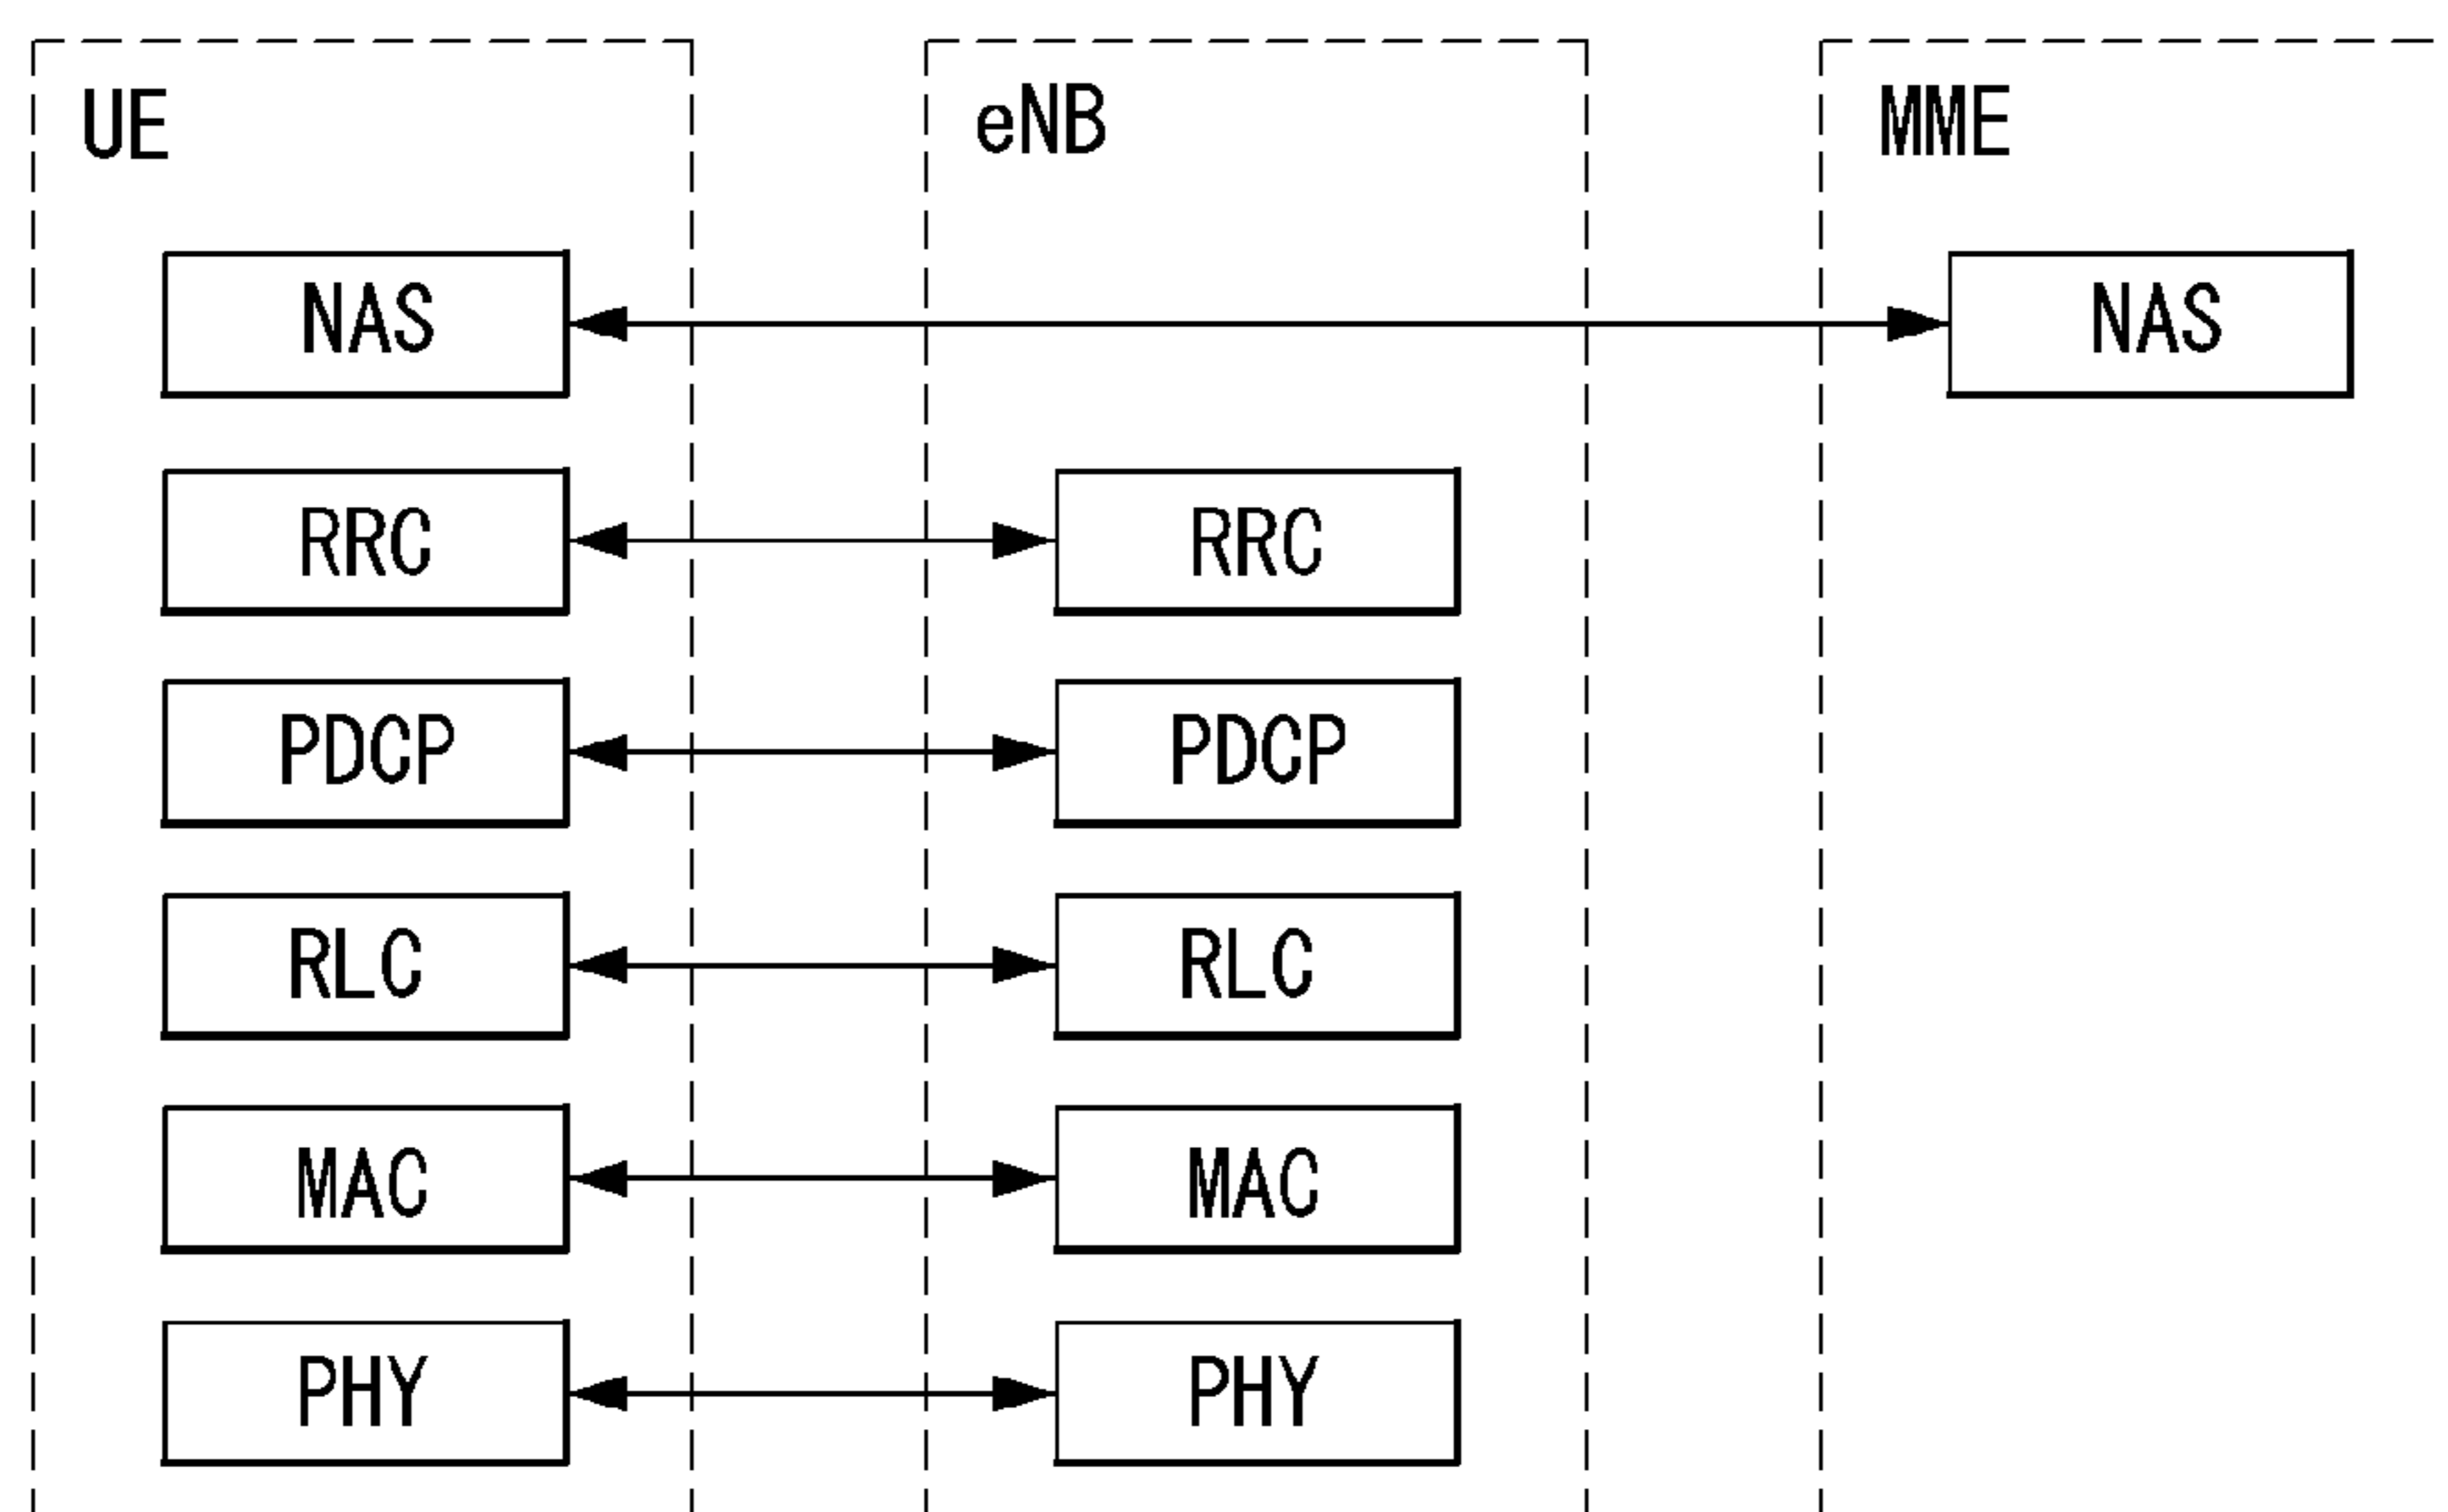 UE eNB MME
NAS NAS
RRC RRC
PDCP PDCP
RLC RLC
MAC MAC
PHY PHY